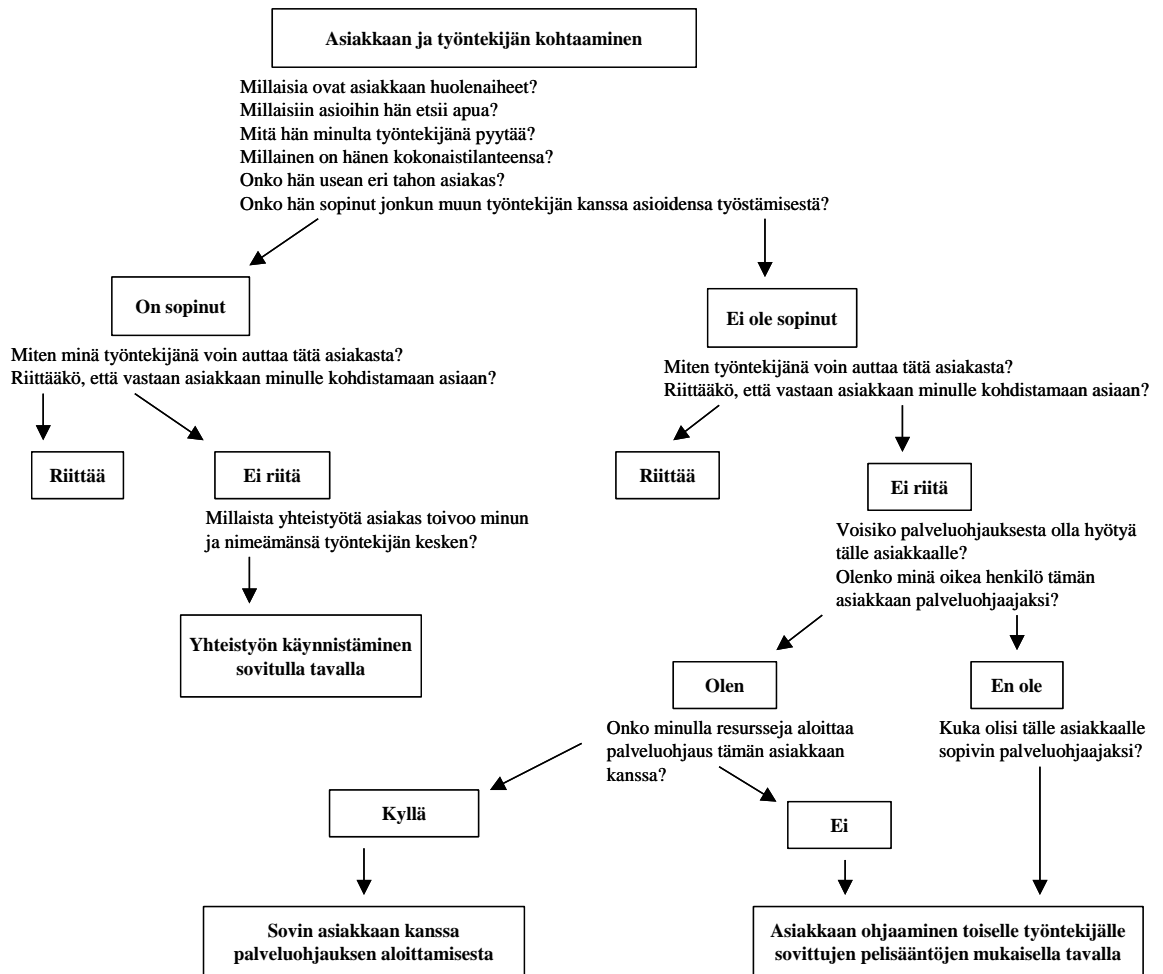 Asiakkaan ja työntekijän kohtaaminen
Millaisia ovat asiakkaan huolenaiheet?
Millaisiin asioihin hän etsii apua?
Mitä hän minulta työntekijänä pyytää?
Millainen on hänen kokonaistilanteensa?
Onko hän usean eri tahon asiakas?
Onko hän sopinut jonkun muun työntekijän kanssa asioidensa työstämisestä?
On sopinut
Miten minä työntekijänä voin auttaa tätä asiakasta?
Riittääkö, että vastaan asiakkaan minulle kohdistamaan asiaan?
Riittää
Ei riitä
Millaista yhteistyötä asiakas toivoo minun
ja nimeämänsä työntekijän kesken?
Yhteistyön käynnistäminen
sovitulla tavalla
Ei ole sopinut
Miten työntekijänä voin auttaa tätä asiakasta?
Riittääkö, että vastaan asiakkaan minulle kohdistamaan asiaan?
Riittää
Ei riitä
Voisiko palveluohjauksesta olla hyötyä
tälle asiakkaalle?
Olenko minä oikea henkilö tämän
asiakkaan palveluohjaajaksi?
Olen
Onko minulla resursseja aloittaa
palveluohjaus tämän asiakkaan
kanssa?
En ole
Kuka olisi tälle asiakkaalle
sopivin palveluohjaajaksi?
Kyllä
Ei
Sovin asiakkaan kanssa
palveluohjauksen aloittamisesta
Asiakkaan ohjaaminen toiselle työntekijälle
sovittujen pelisääntöjen mukaisella tavalla